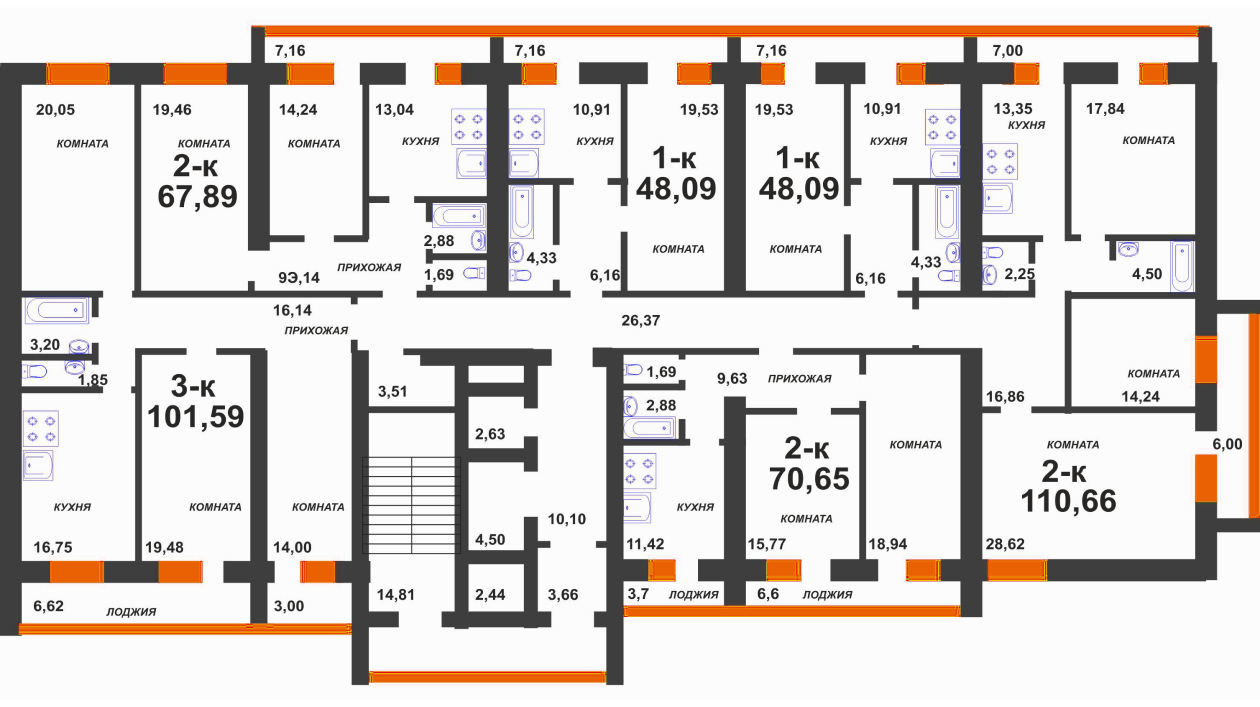 7,16
7,16
7,16
7,00
20,05
19,46
14,24
13,04
10,91
19,53
19,53
10,91
13,35
17,84
КУХНЯ
КОМНАТА
КОМНАТА
КОМНАТА
КУХНЯ
КУХНЯ
КУХНЯ
КОМНАТА
2-к
67,89
1-к
48,09
1-к
48,09
2,88
КОМНАТА
КОМНАТА
4,33
4,33
ПРИХОЖАЯ
9Э,14
1,69
6,16
6,16
2,25
4,50
16,14
ПРИХОЖАЯ
26,37
3,20
1,85
3-к
101,59
3,51
1,69
9,63
ПРИХОЖАЯ
КОМНАТА
2,88
16,86
14,24
2,63
КОМНАТА
КОМНАТА
6,00
2-к
70,65
2-к
110,66
КУХНЯ
КОМНАТА
КОМНАТА
КУХНЯ
КОМНАТА
10,10
16,75
19,48
14,00
4,50
11,42
15,77
18,94
28,62
6,62
ЛОДЖИЯ
3,00
14,81
2,44
3,66
3,7
ЛОДЖИЯ
6,6
ЛОДЖИЯ